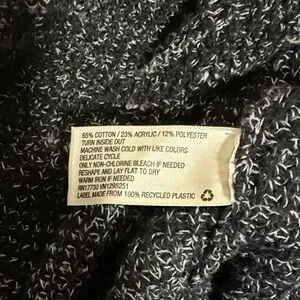 65% COTTON / 23% ACRYLIC / 12% POLYESTER
TURN INSIDE OUT
MACHINE WASH COLD WITH LIKE COLORS
DELICATE CYCLE
ONLY NON-CHLORINE BLEACH IF NEEDED
RESHAPE AND LAY FLAT TO DRY
WARM IRON IF NEEDED
RN17730 VN1298251
LABEL MADE FROM 100% RECYCLED PLASTIC